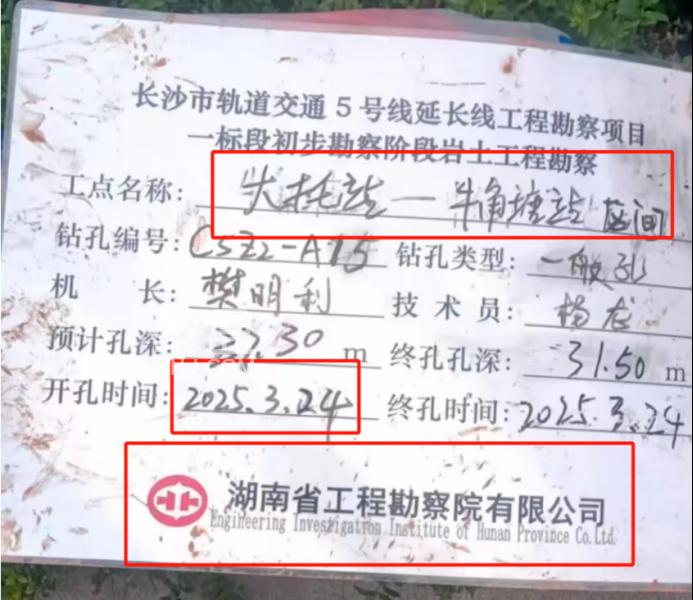 长沙市轨道交通5号线延长线工程勘察项目
一标段初步勘察阶段岩土工程勘察
工点名称: 火托站—牛角塘站 区间
钻孔编号: CSZ2-A15 钻孔类型: 一般孔
机 长: 樊明利 技术员: 杨龙
预计孔深: 37.30 m 终孔孔深: 31.50 m
开孔时间: 2025.3.24 终孔时间: 2025.3.24
湖南省工程勘察院有限公司
Engineering Investigation Institute of Hunan Province Co.Ltd